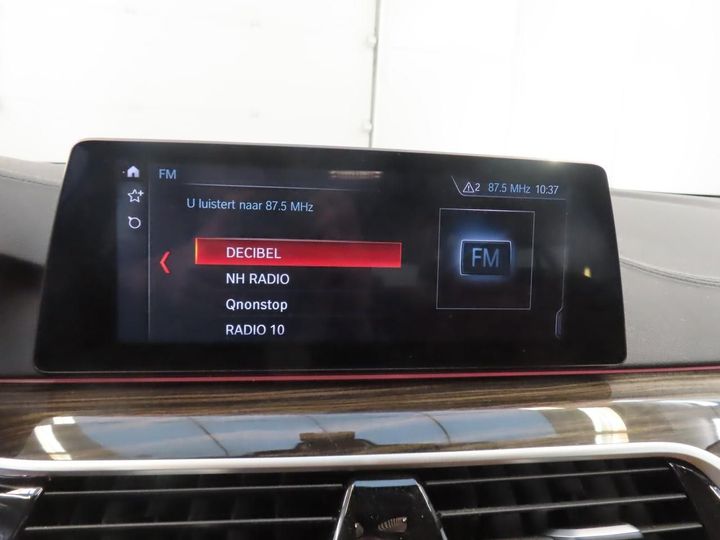 FM
2 87.5 MHz 10:37
U luistert naar 87.5 MHz
DECIBEL
NH RADIO
Qnonstop
RADIO 10
FM